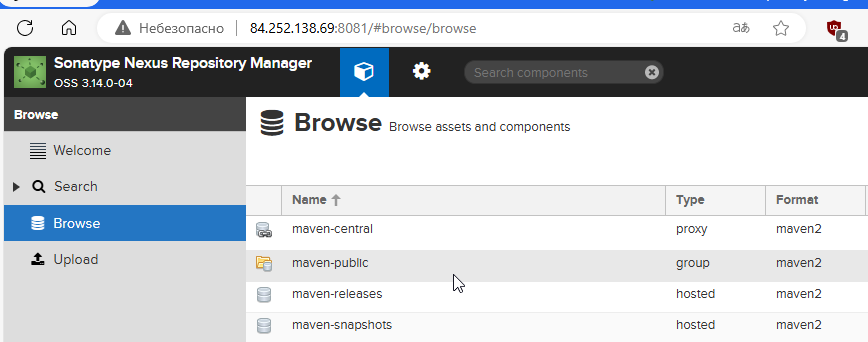 Небезопасно 84.252.138.69:8081/#browse/browse
4
Sonatype Nexus Repository Manager
OSS 3.14.0-04
Search components
Browse
Welcome
Search
Browse
Upload
Browse Browse assets and components
Name Type Format
maven-central proxy maven2
maven-public group maven2
maven-releases hosted maven2
maven-snapshots hosted maven2